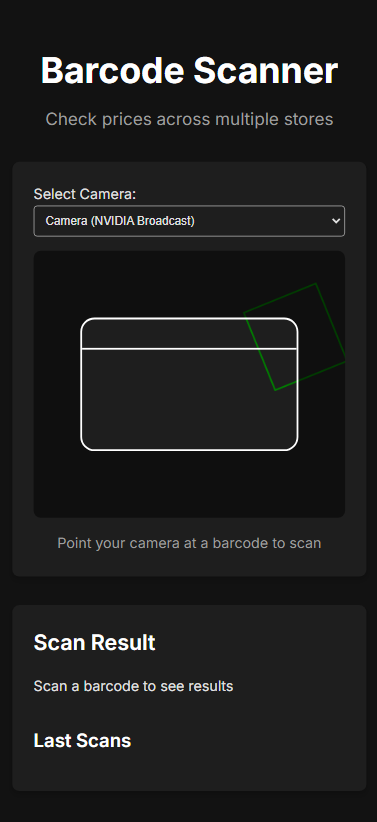 Barcode Scanner
Check prices across multiple stores
Select Camera:
Camera (NVIDIA Broadcast)
Point your camera at a barcode to scan
Scan Result
Scan a barcode to see results
Last Scans